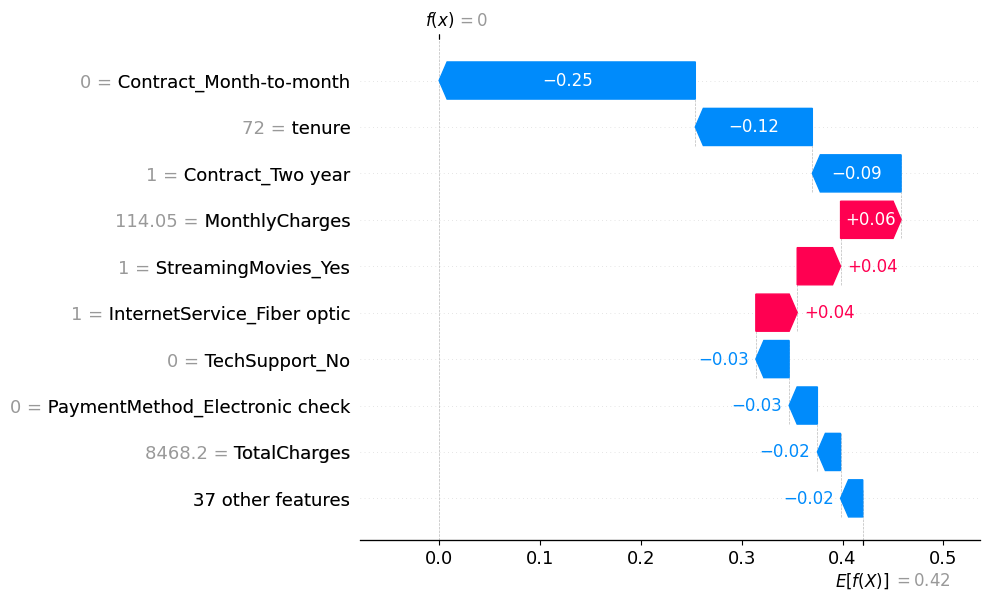 f(x) = 0
0 = Contract_Month-to-month −0.25
72 = tenure −0.12
1 = Contract_Two year −0.09
114.05 = MonthlyCharges +0.06
1 = StreamingMovies_Yes +0.04
1 = InternetService_Fiber optic +0.04
0 = TechSupport_No −0.03
0 = PaymentMethod_Electronic check −0.03
8468.2 = TotalCharges −0.02
37 other features −0.02
0.0 0.1 0.2 0.3 0.4 0.5
E[f(X)] = 0.42